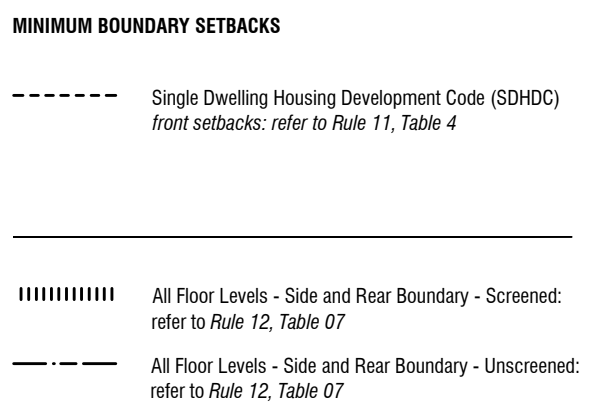 MINIMUM BOUNDARY SETBACKS
Single Dwelling Housing Development Code (SDHDC)
front setbacks: refer to Rule 11, Table 4
All Floor Levels - Side and Rear Boundary - Screened:
refer to Rule 12, Table 07
All Floor Levels - Side and Rear Boundary - Unscreened:
refer to Rule 12, Table 07